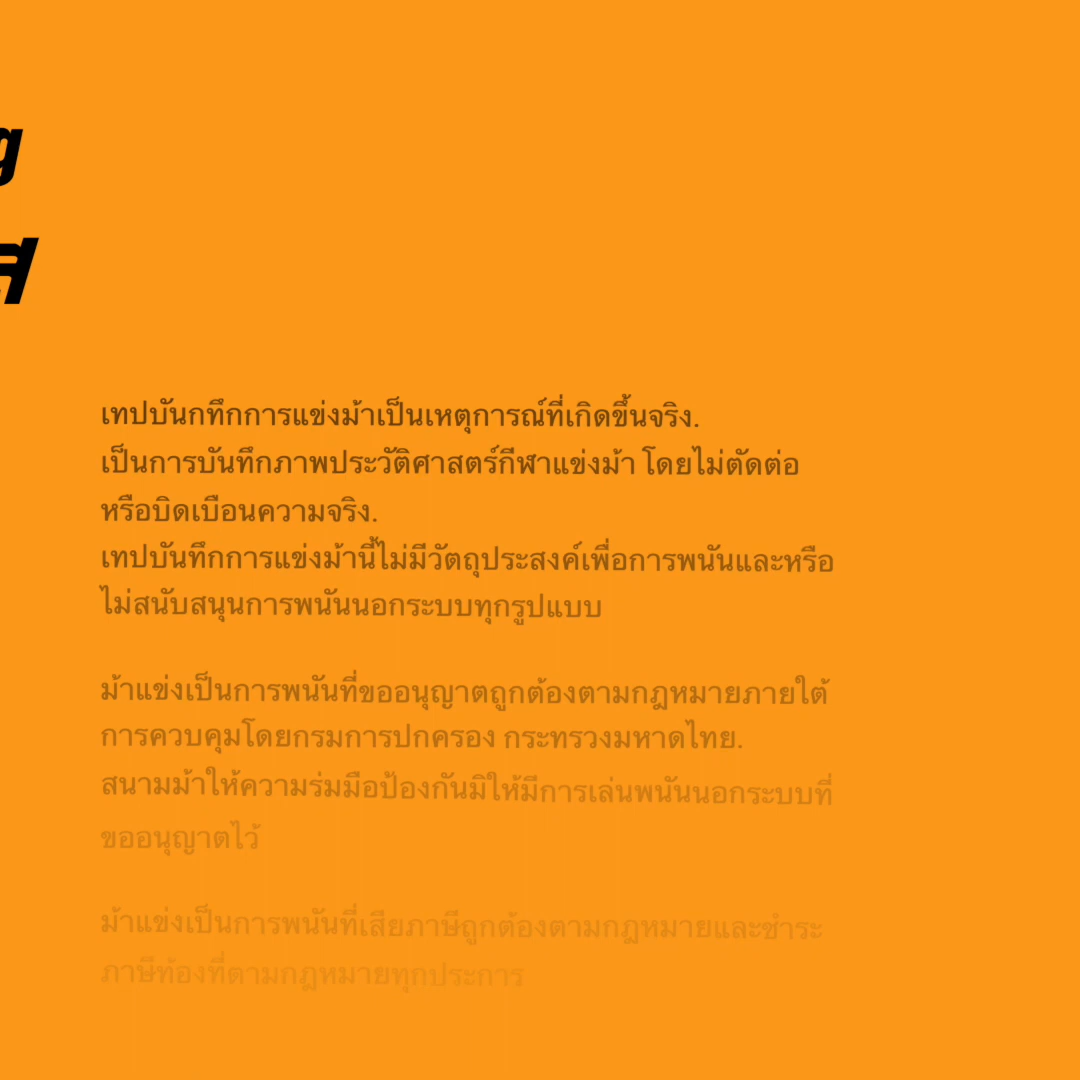 g
ส
เทปบันกทึกการแข่งม้าเป็นเหตุการณ์ที่เกิดขึ้นจริง.
เป็นการบันทึกภาพประวัติศาสตร์กีฬาแข่งม้า โดยไม่ตัดต่อ
หรือบิดเบือนความจริง.
เทปบันทึกการแข่งม้านี้ไม่มีวัตถุประสงค์เพื่อการพนันและหรือ
ไม่สนับสนุนการพนันนอกระบบทุกรูปแบบ
ม้าแข่งเป็นการพนันที่ขออนุญาตถูกต้องตามกฎหมายภายใต้
การควบคุมโดยกรมการปกครอง กระทรวงมหาดไทย.
สนามม้าให้ความร่มมือป้องกันมิให้มีการเล่นพนันนอกระบบที่
ขออนุญาตไว้
ม้าแข่งเป็นการพนันที่เสียภาษีถูกต้องตามกฎหมายและชำระ
ภาษีท้องที่ตามกฎหมายทุกประการ